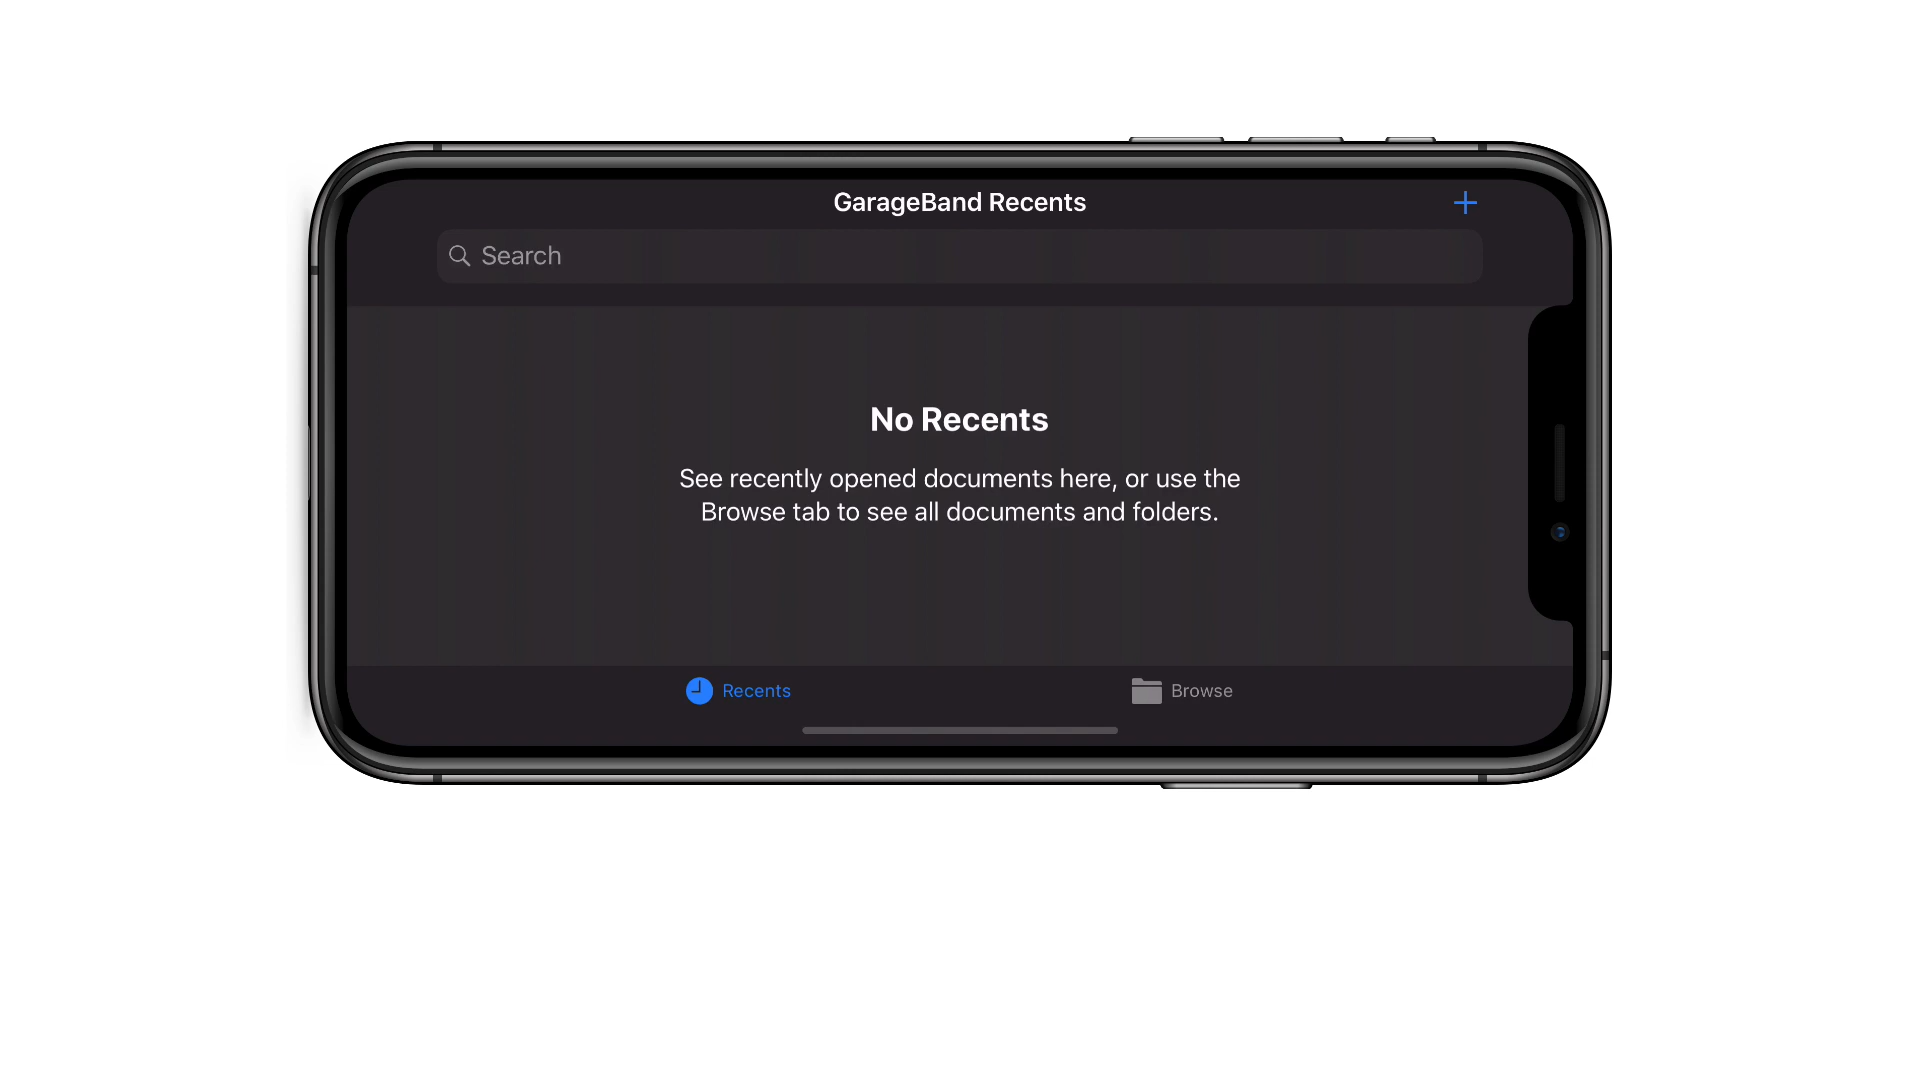 GarageBand Recents
Search
No Recents
See recently opened documents here, or use the
Browse tab to see all documents and folders.
Recents
Browse